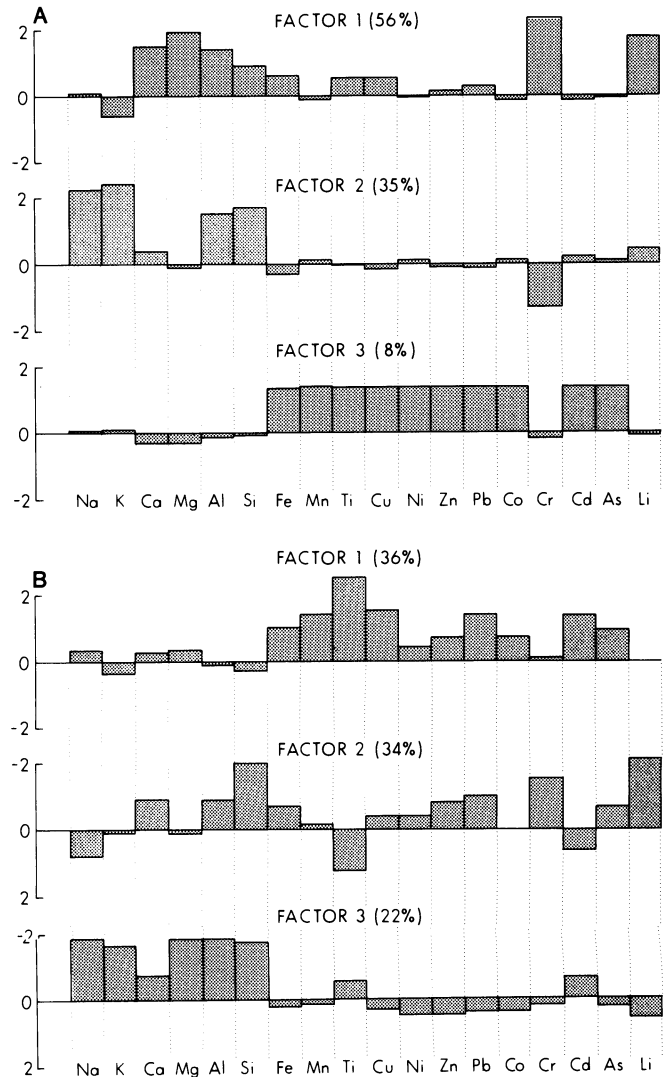 A
FACTOR 1 (56%)
2
0
-2
FACTOR 2 (35%)
2
0
-2
FACTOR 3 (8%)
2
0
-2
Na K Ca Mg Al Si Fe Mn Ti Cu Ni Zn Pb Co Cr Cd As Li
B
FACTOR 1 (36%)
2
0
-2
FACTOR 2 (34%)
-2
0
2
FACTOR 3 (22%)
-2
0
2
Na K Ca Mg Al Si Fe Mn Ti Cu Ni Zn Pb Co Cr Cd As Li